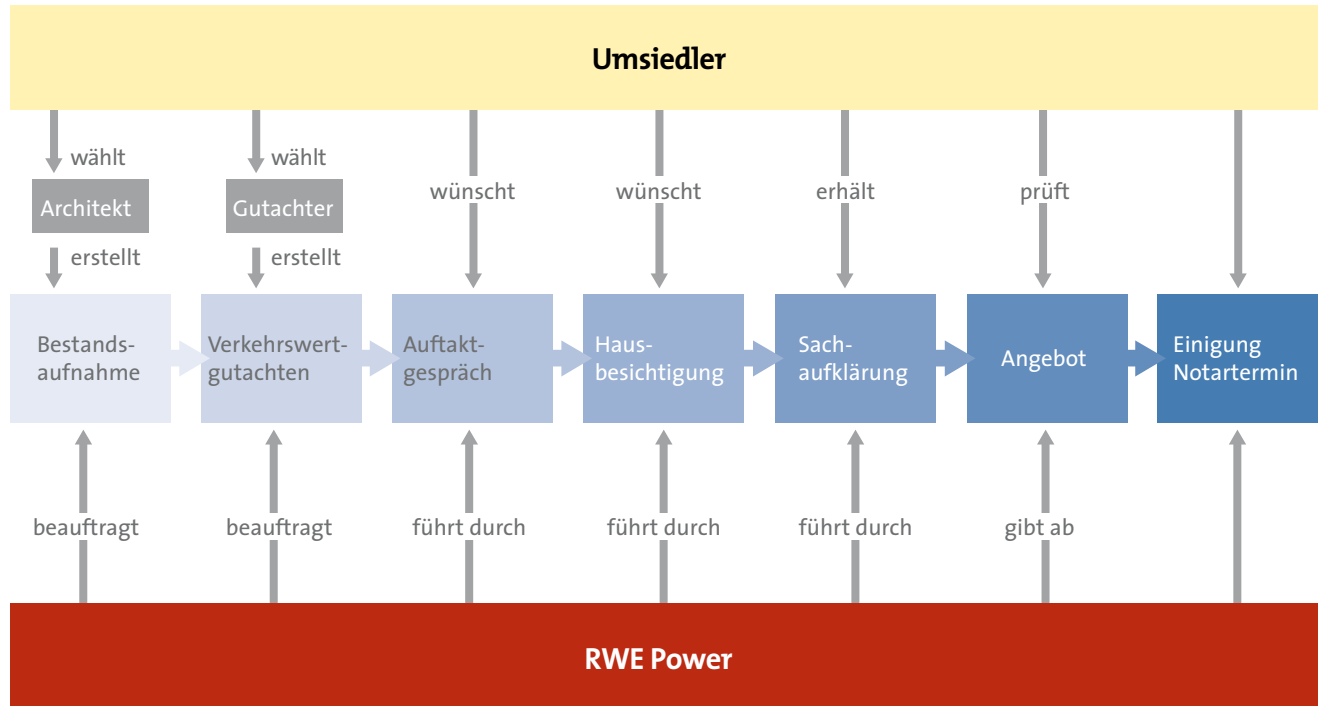 Umsiedler
wählt
wählt
Architekt
Gutachter
wünscht
wünscht
erhält
prüft
erstellt
erstellt
Bestands-
aufnahme
Verkehrswert-
gutachten
Auftakt-
gespräch
Haus-
besichtigung
Sach-
aufklärung
Angebot
Einigung
Notartermin
beauftragt
beauftragt
führt durch
führt durch
führt durch
gibt ab
RWE Power